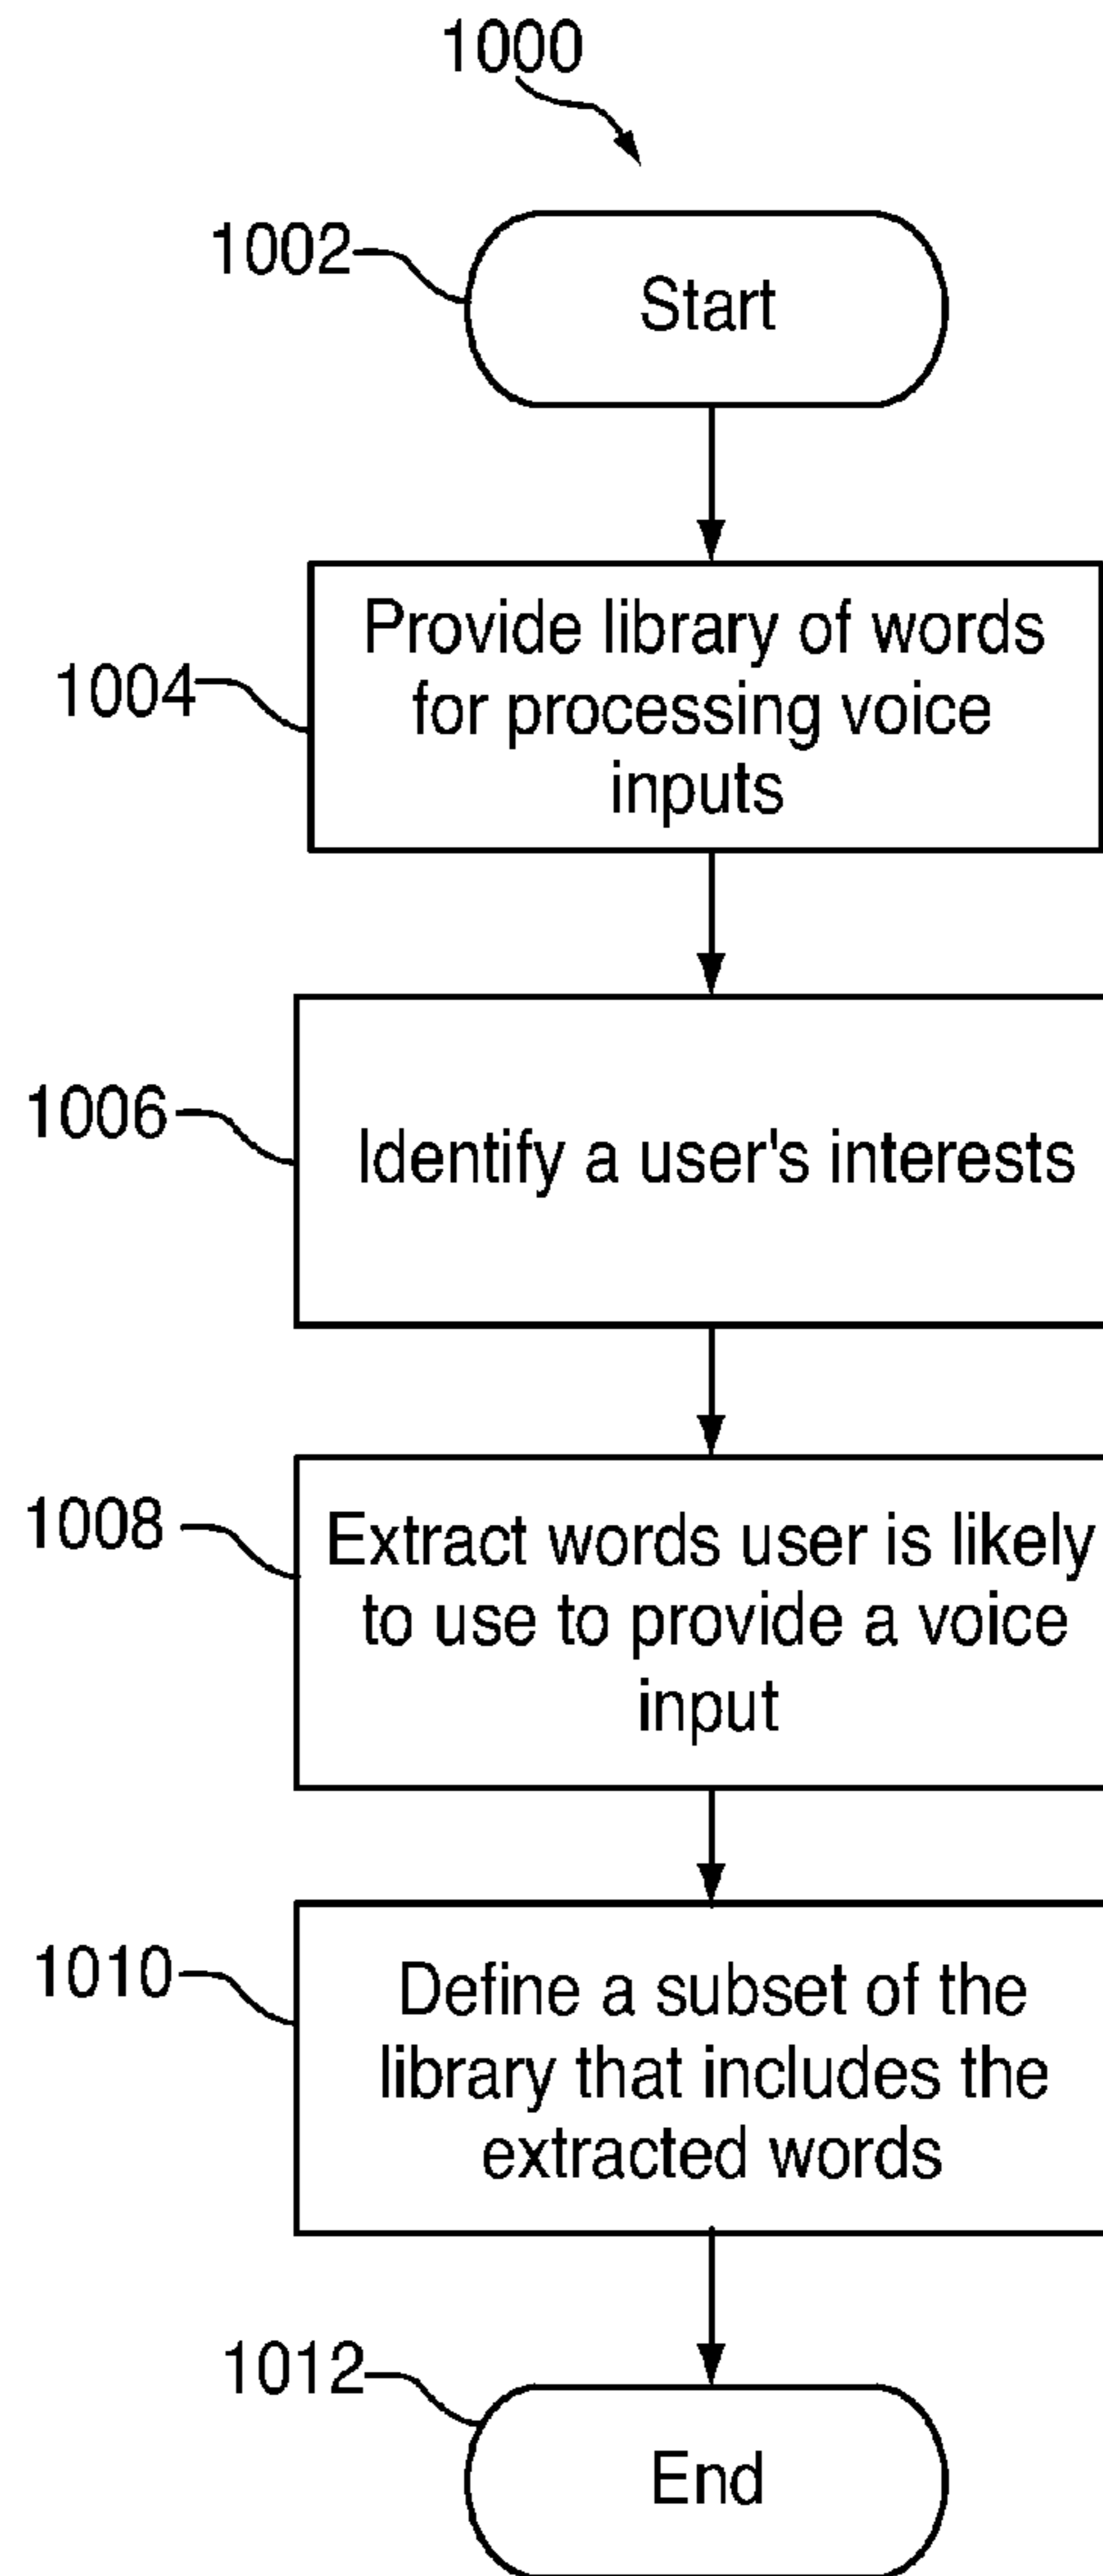 1000
1002
Start
1004
Provide library of words
for processing voice
inputs
1006
Identify a user's interests
1008
Extract words user is likely
to use to provide a voice
input
1010
Define a subset of the
library that includes the
extracted words
1012
End